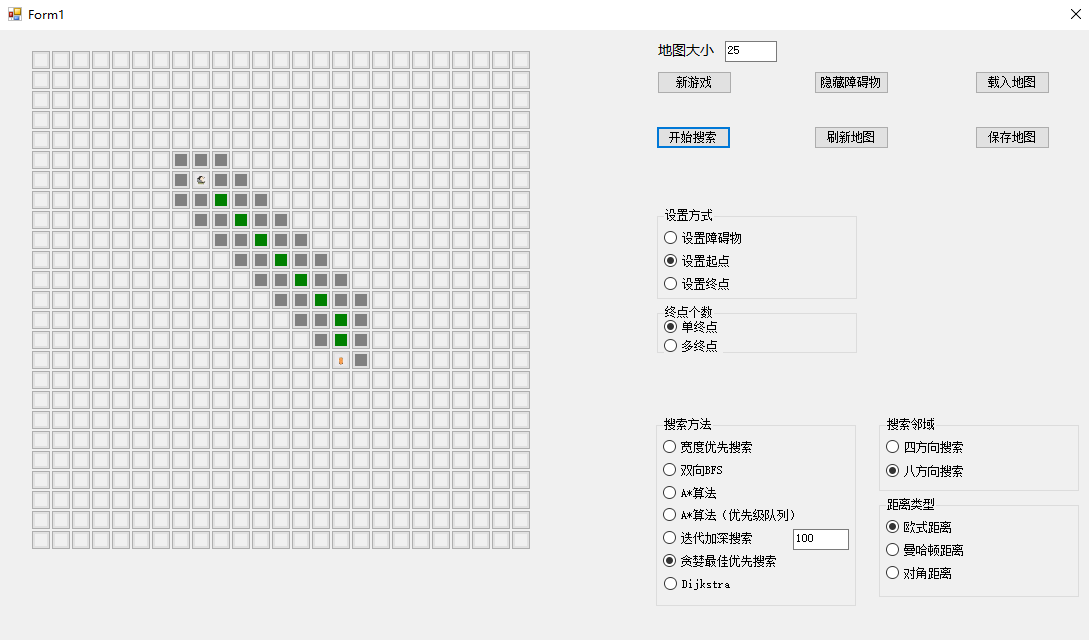 Form1
地图大小 25
新游戏 隐藏障碍物 载入地图
开始搜索 刷新地图 保存地图
设置方式
设置障碍物
设置起点
设置终点
终点个数
单终点
多终点
搜索方法
宽度优先搜索
双向BFS
A*算法
A*算法（优先级队列）
迭代加深搜索 100
贪婪最佳优先搜索
Dijkstra
搜索邻域
四方向搜索
八方向搜索
距离类型
欧式距离
曼哈顿距离
对角距离